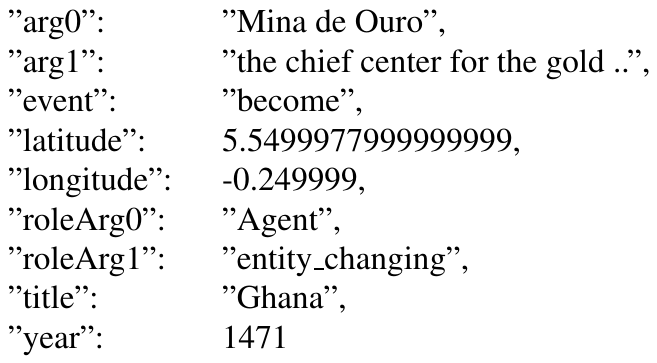 ”arg0”: ”Mina de Ouro”,
”arg1”: ”the chief center for the gold ..”,
”event”: ”become”,
”latitude”: 5.5499977999999999,
”longitude”: -0.249999,
”roleArg0”: ”Agent”,
”roleArg1”: ”entity_changing”,
”title”: ”Ghana”,
”year”: 1471